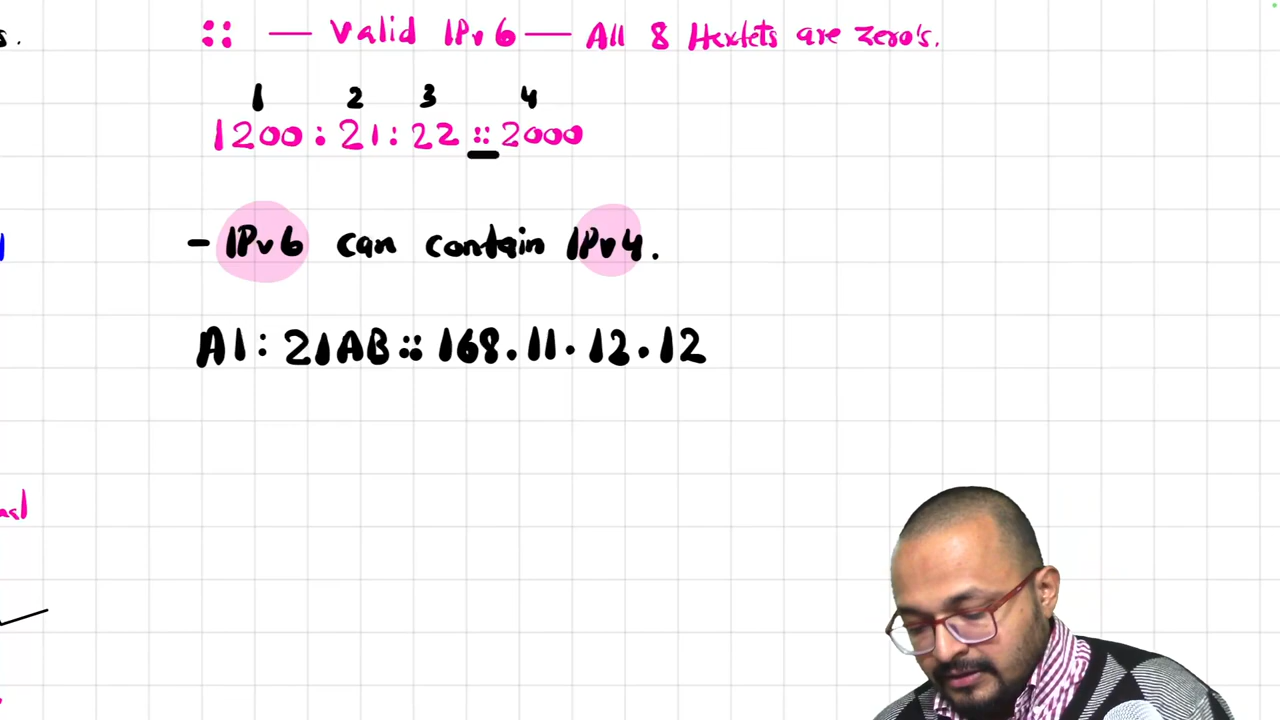 s.
:: — Valid IPv6 — All 8 Hextets are zero's.
1 2 3 4
1200 : 21 : 22 :: 2000
- IPv6 can contain IPv4.
A1 : 21AB :: 168.11.12.12